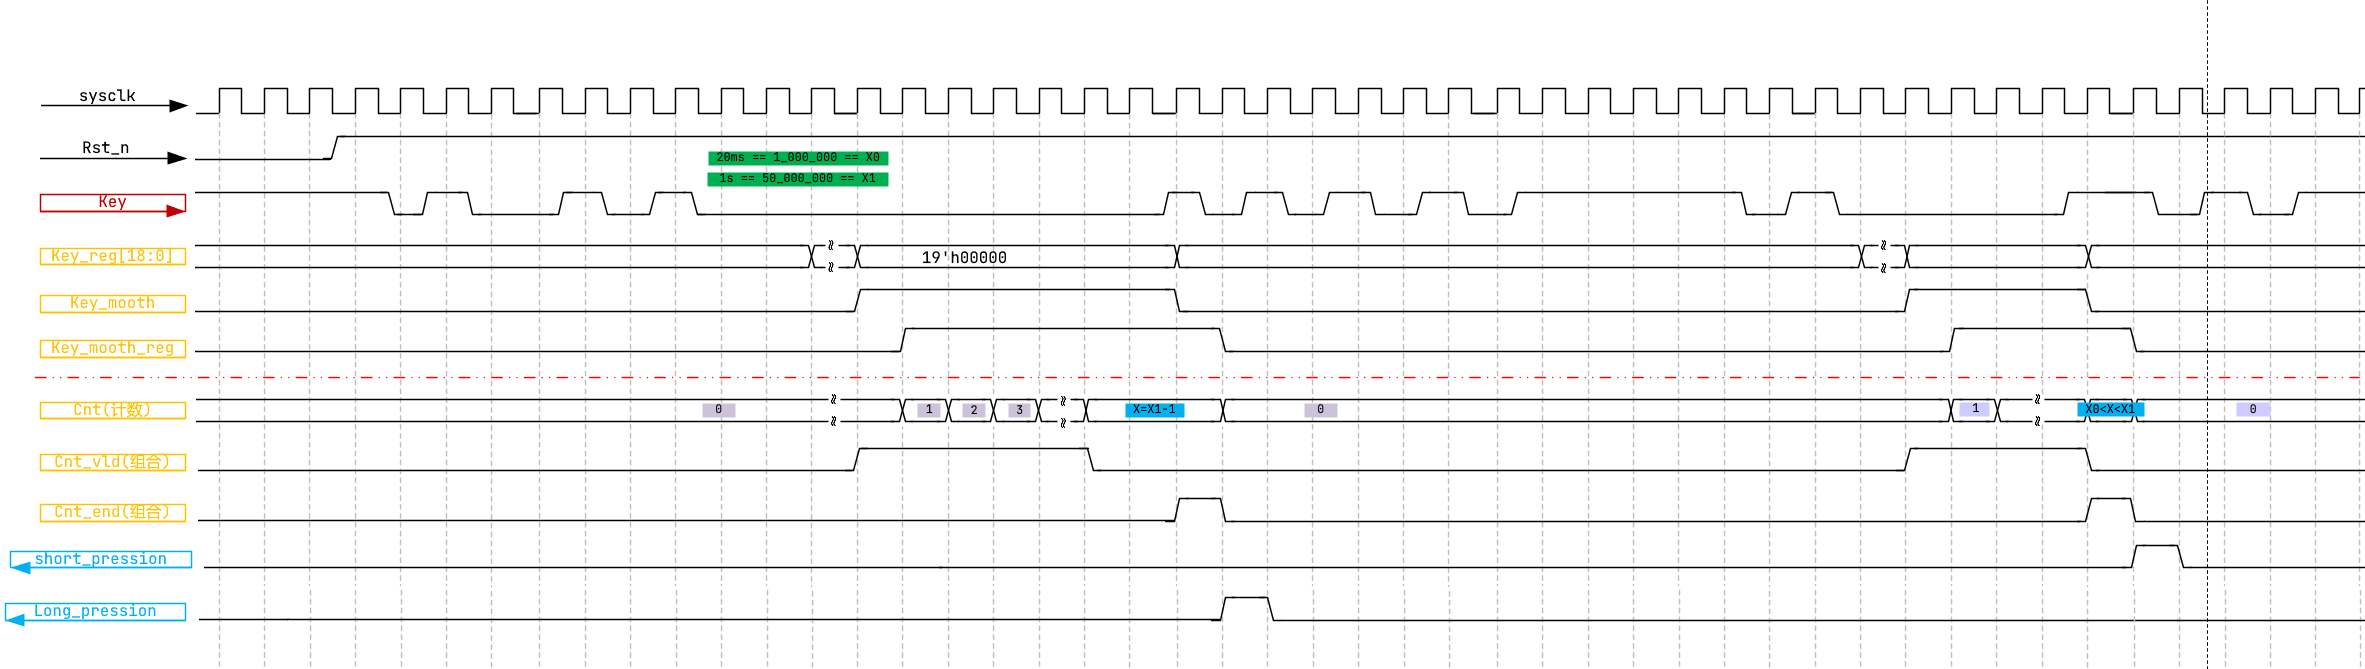 sysclk
Rst_n
20ms == 1_000_000 == X0
1s == 50_000_000 == X1
Key
Key_reg[18:0]
19'h00000
Key_mooth
Key_mooth_reg
Cnt(计数)
0
1
2
3
X=X1-1
0
1
X0<X<X1
0
Cnt_vld(组合)
Cnt_end(组合)
short_pression
Long_pression